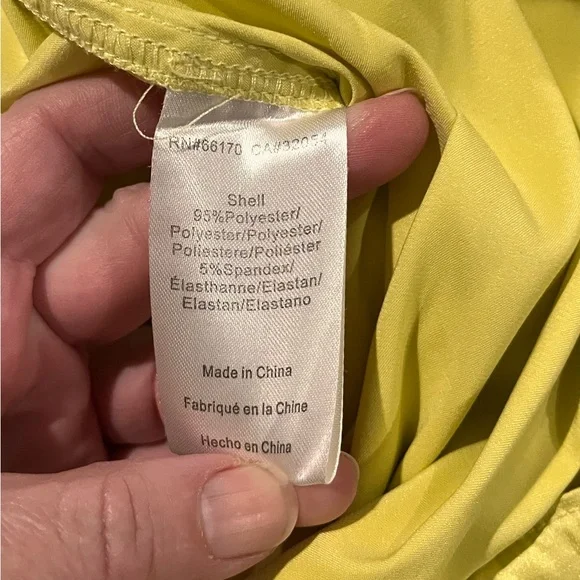 RN#66170 CA#32054
Shell
95%Polyester/
Polyester/Polyester/
Poliestere/Poliéster
5%Spandex/
Élasthanne/Elastan/
Elastan/Elastano
Made in China
Fabriqué en la Chine
Hecho en China